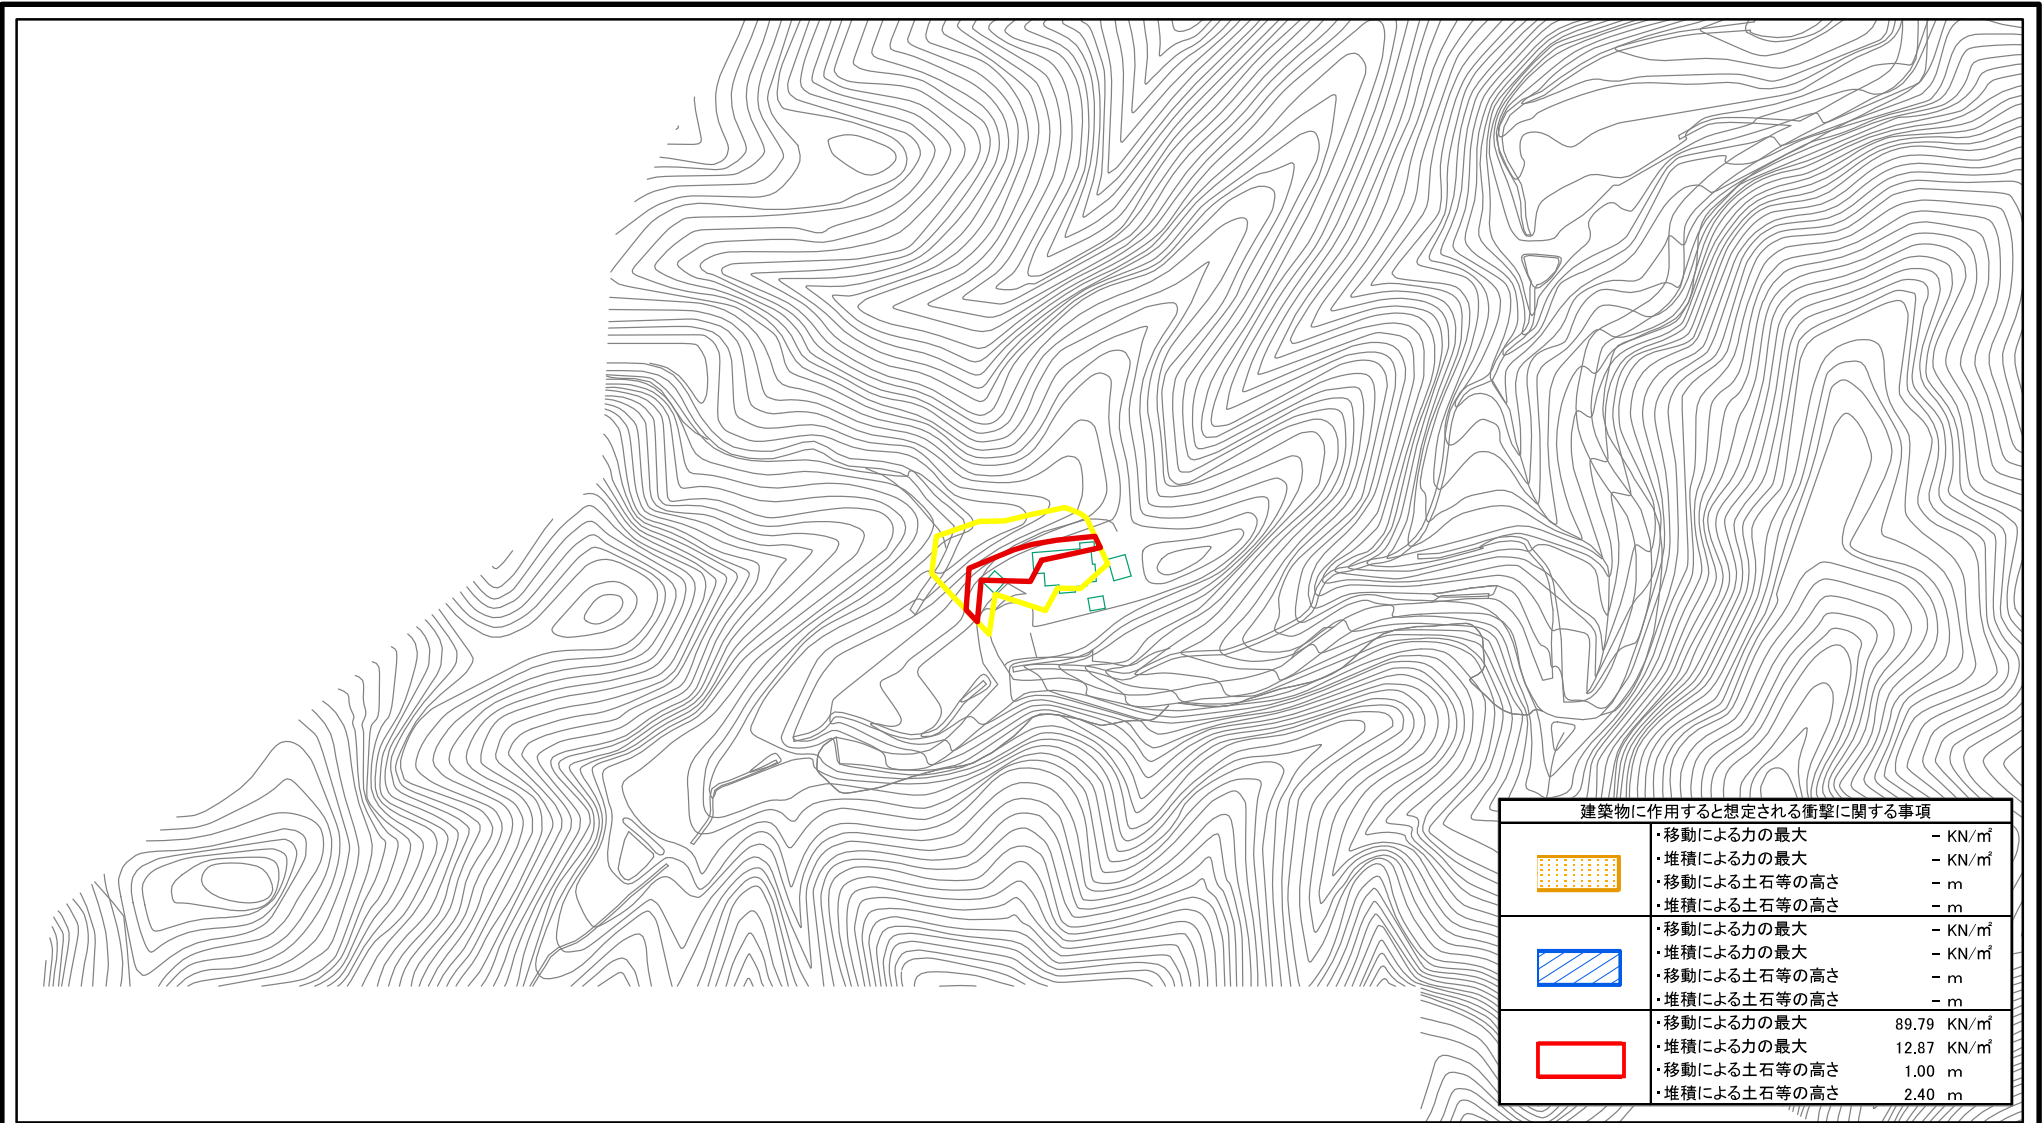 建築物に作用すると想定される衝撃に関する事項
・移動による力の最大 － KN/㎡
・堆積による力の最大 － KN/㎡
・移動による土石等の高さ － m
・堆積による土石等の高さ － m
・移動による力の最大 － KN/㎡
・堆積による力の最大 － KN/㎡
・移動による土石等の高さ － m
・堆積による土石等の高さ － m
・移動による力の最大 89.79 KN/㎡
・堆積による力の最大 12.87 KN/㎡
・移動による土石等の高さ 1.00 m
・堆積による土石等の高さ 2.40 m